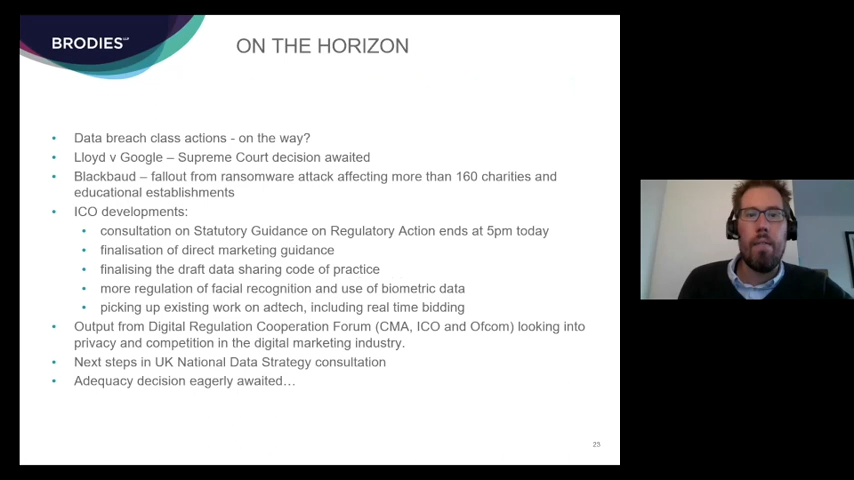 BRODIES LLP
ON THE HORIZON
• Data breach class actions - on the way?
• Lloyd v Google – Supreme Court decision awaited
• Blackbaud – fallout from ransomware attack affecting more than 160 charities and
educational establishments
• ICO developments:
• consultation on Statutory Guidance on Regulatory Action ends at 5pm today
• finalisation of direct marketing guidance
• finalising the draft data sharing code of practice
• more regulation of facial recognition and use of biometric data
• picking up existing work on adtech, including real time bidding
• Output from Digital Regulation Cooperation Forum (CMA, ICO and Ofcom) looking into
privacy and competition in the digital marketing industry.
• Next steps in UK National Data Strategy consultation
• Adequacy decision eagerly awaited…
23